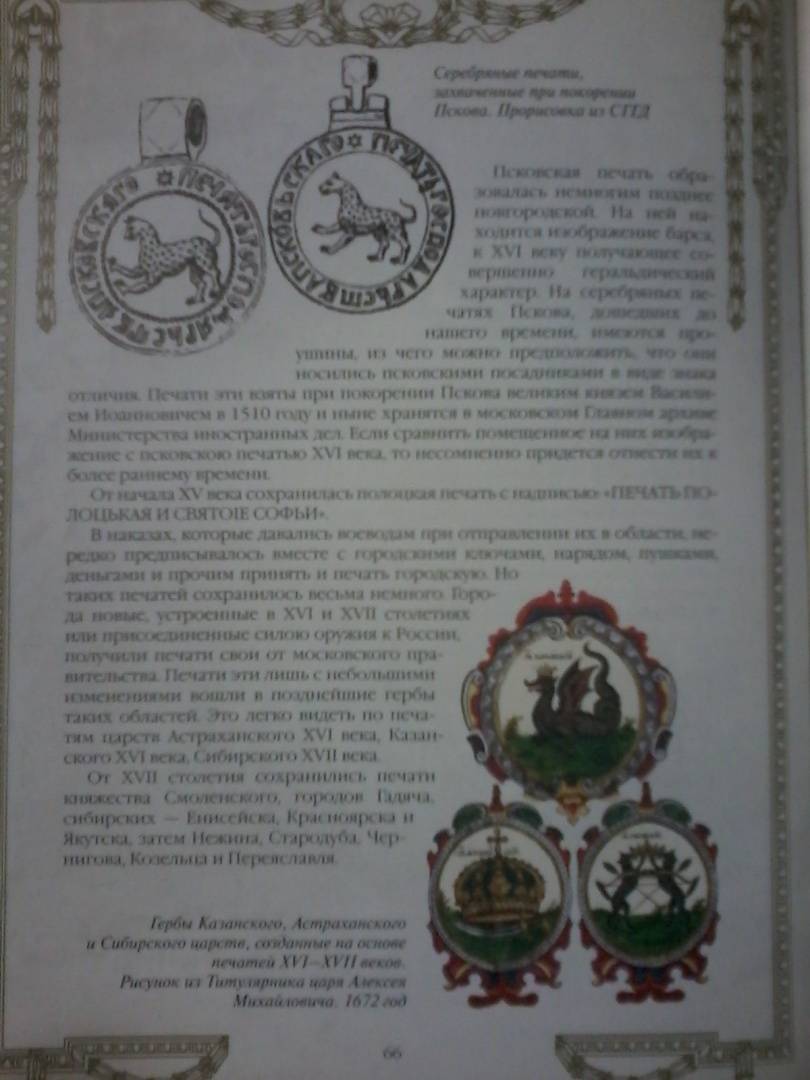 Серебряные печати,
захваченные при покорении
Пскова. Прорисовка из СГГД
ПЕЧАТЬ ГОСПОДАРЬСТВА ПСКОВСКАГО
ПЕЧАТЬ ГОСПОДАРЬСТВА ПСКОВЬСКАГО
Псковская печать обра-
зовалась немногим позднее
новгородской. На ней на-
ходится изображение барса,
к XVI веку получающее со-
вершенно геральдический
характер. На серебряных пе-
чатях Пскова, дошедших до
нашего времени, имеются про-
ушины, из чего можно предположить, что они
носились псковскими посадниками в виде знака
отличия. Печати эти взяты при покорении Пскова великим князем Васили-
ем Иоанновичем в 1510 году и ныне хранятся в московском Главном архиве
Министерства иностранных дел. Если сравнить помещенное на них изобра-
жение с псковскою печатью XVI века, то несомненно придется отнести их к
более раннему времени.
От начала XV века сохранилась полоцкая печать с надписью: «ПЕЧАТЬ ПО-
ЛОЦЬКАЯ И СВЯТОІЕ СОФЬИ».
В наказах, которые давались воеводам при отправлении их в области, не-
редко предписывалось вместе с городскими ключами, нарядом, пушками,
деньгами и прочим принять и печать городскую. Но
таких печатей сохранилось весьма немного. Горо-
да новые, устроенные в XVI и XVII столетиях
или присоединенные силою оружия к России,
получили печати свои от московского пра-
вительства. Печати эти лишь с небольшими
изменениями вошли в позднейшие гербы
таких областей. Это легко видеть по печа-
тям царств Астраханского XVI века, Казан-
ского XVI века, Сибирского XVII века.
От XVII столетия сохранились печати
княжества Смоленского, городов Гадяча,
сибирских — Енисейска, Красноярска и
Якутска, затем Нежина, Стародуба, Чер-
нигова, Козельца и Переяславля.
Гербы Казанского, Астраханского
и Сибирского царств, созданные на основе
печатей XVI–XVII веков.
Рисунок из Титулярника царя Алексея
Михайловича. 1672 год
66